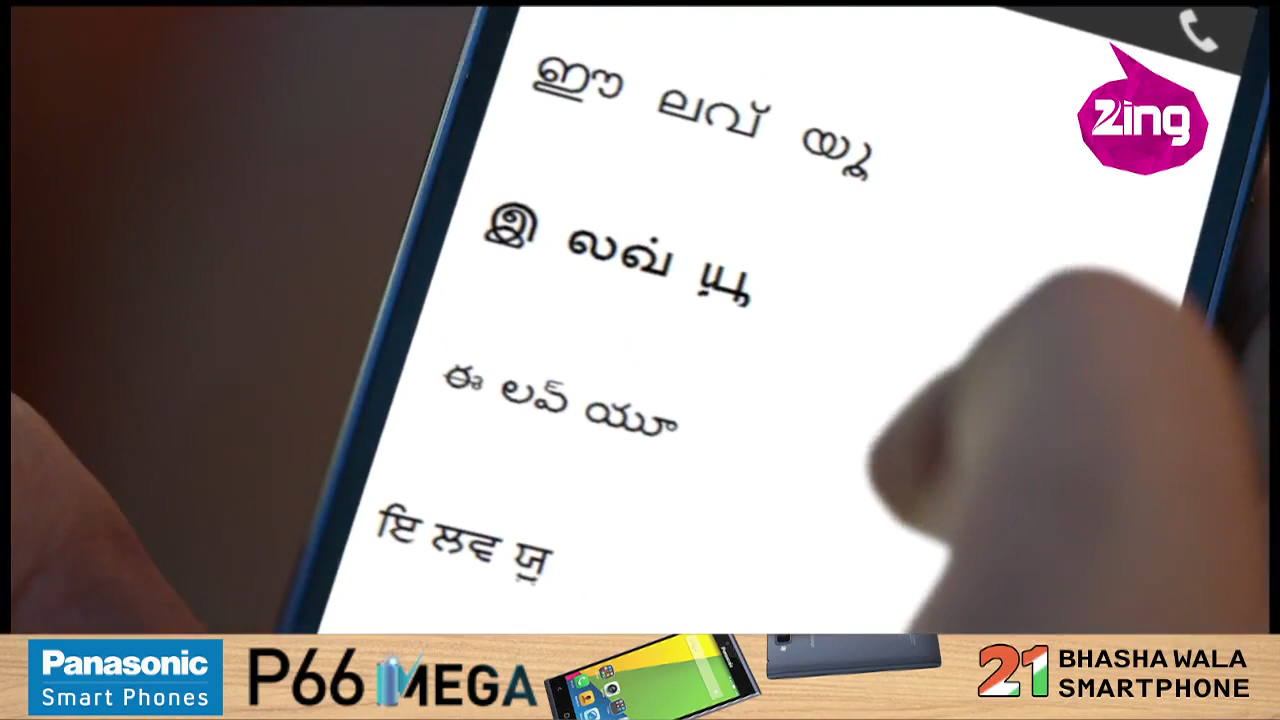 ഈ ലവ് യൂ
Zing
இ லவ் யூ
ఈ లవ్ యూ
ਇ ਲਵ ਯੁ
Panasonic
Smart Phones
P66 MEGA
21 BHASHA WALA
SMARTPHONE